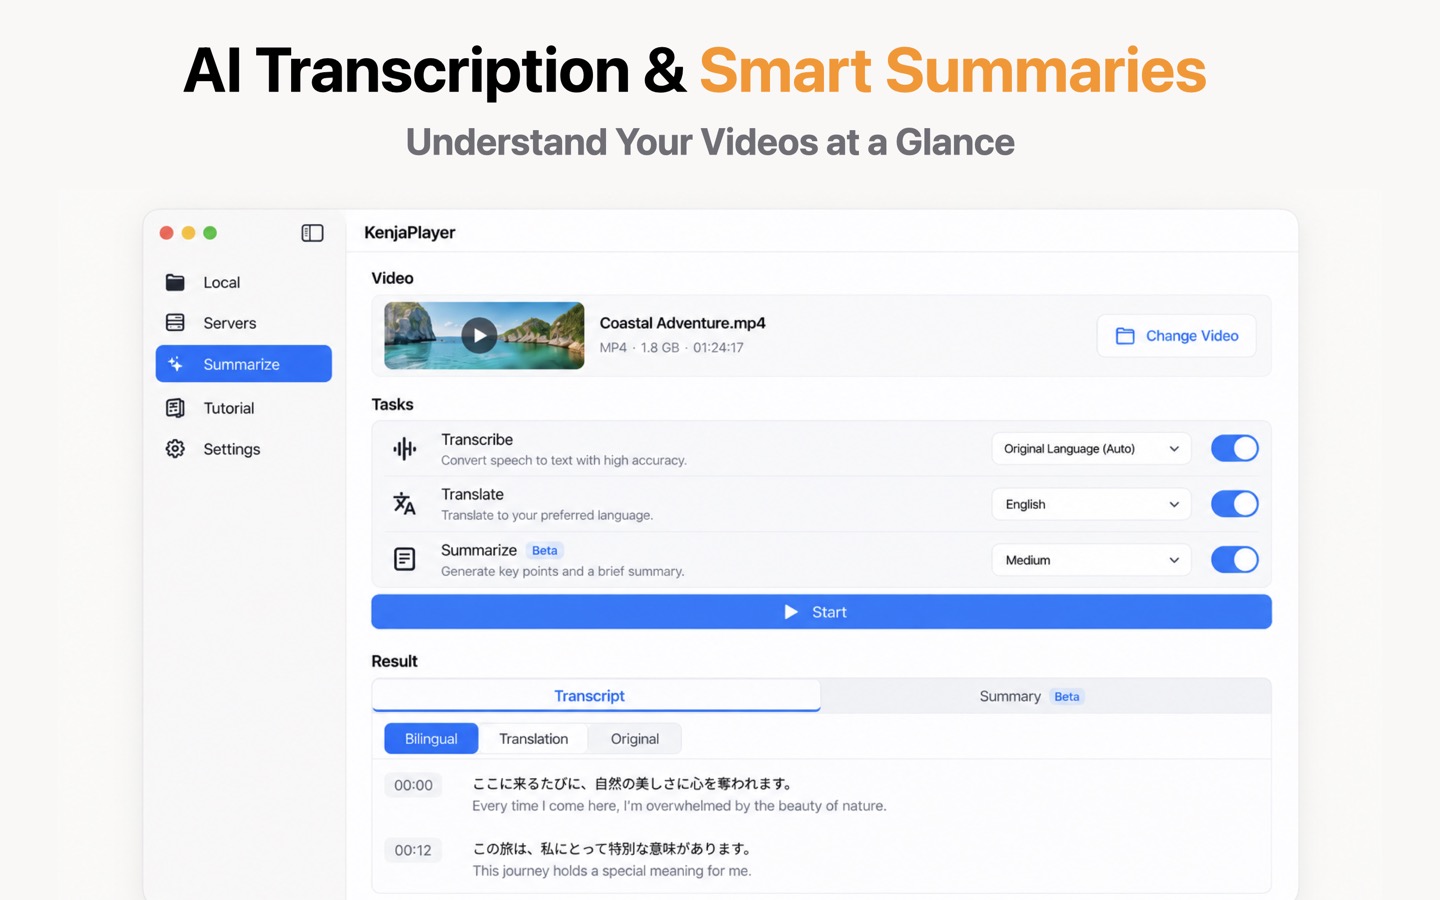 AI Transcription & Smart Summaries
Understand Your Videos at a Glance
KenjaPlayer
Local
Servers
Summarize
Tutorial
Settings
Video
Coastal Adventure.mp4
MP4 · 1.8 GB · 01:24:17
Change Video
Tasks
Transcribe
Convert speech to text with high accuracy.
Original Language (Auto)
Translate
Translate to your preferred language.
English
Summarize Beta
Generate key points and a brief summary.
Medium
Start
Result
Transcript
Summary Beta
Bilingual
Translation
Original
00:00
ここに来るたびに、自然の美しさに心を奪われます。
Every time I come here, I'm overwhelmed by the beauty of nature.
00:12
この旅は、私にとって特別な意味があります。
This journey holds a special meaning for me.